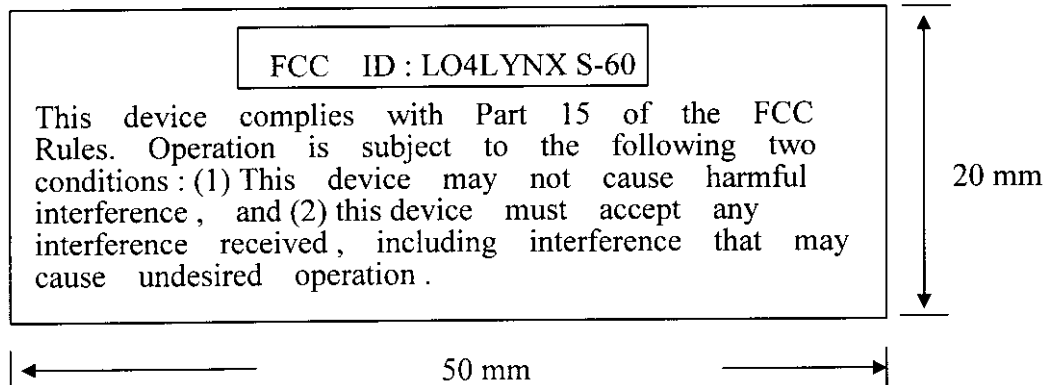 FCC ID : LO4LYNX S-60
This device complies with Part 15 of the FCC
Rules. Operation is subject to the following two
conditions : (1) This device may not cause harmful
interference , and (2) this device must accept any
interference received , including interference that may
cause undesired operation .
20 mm
50 mm